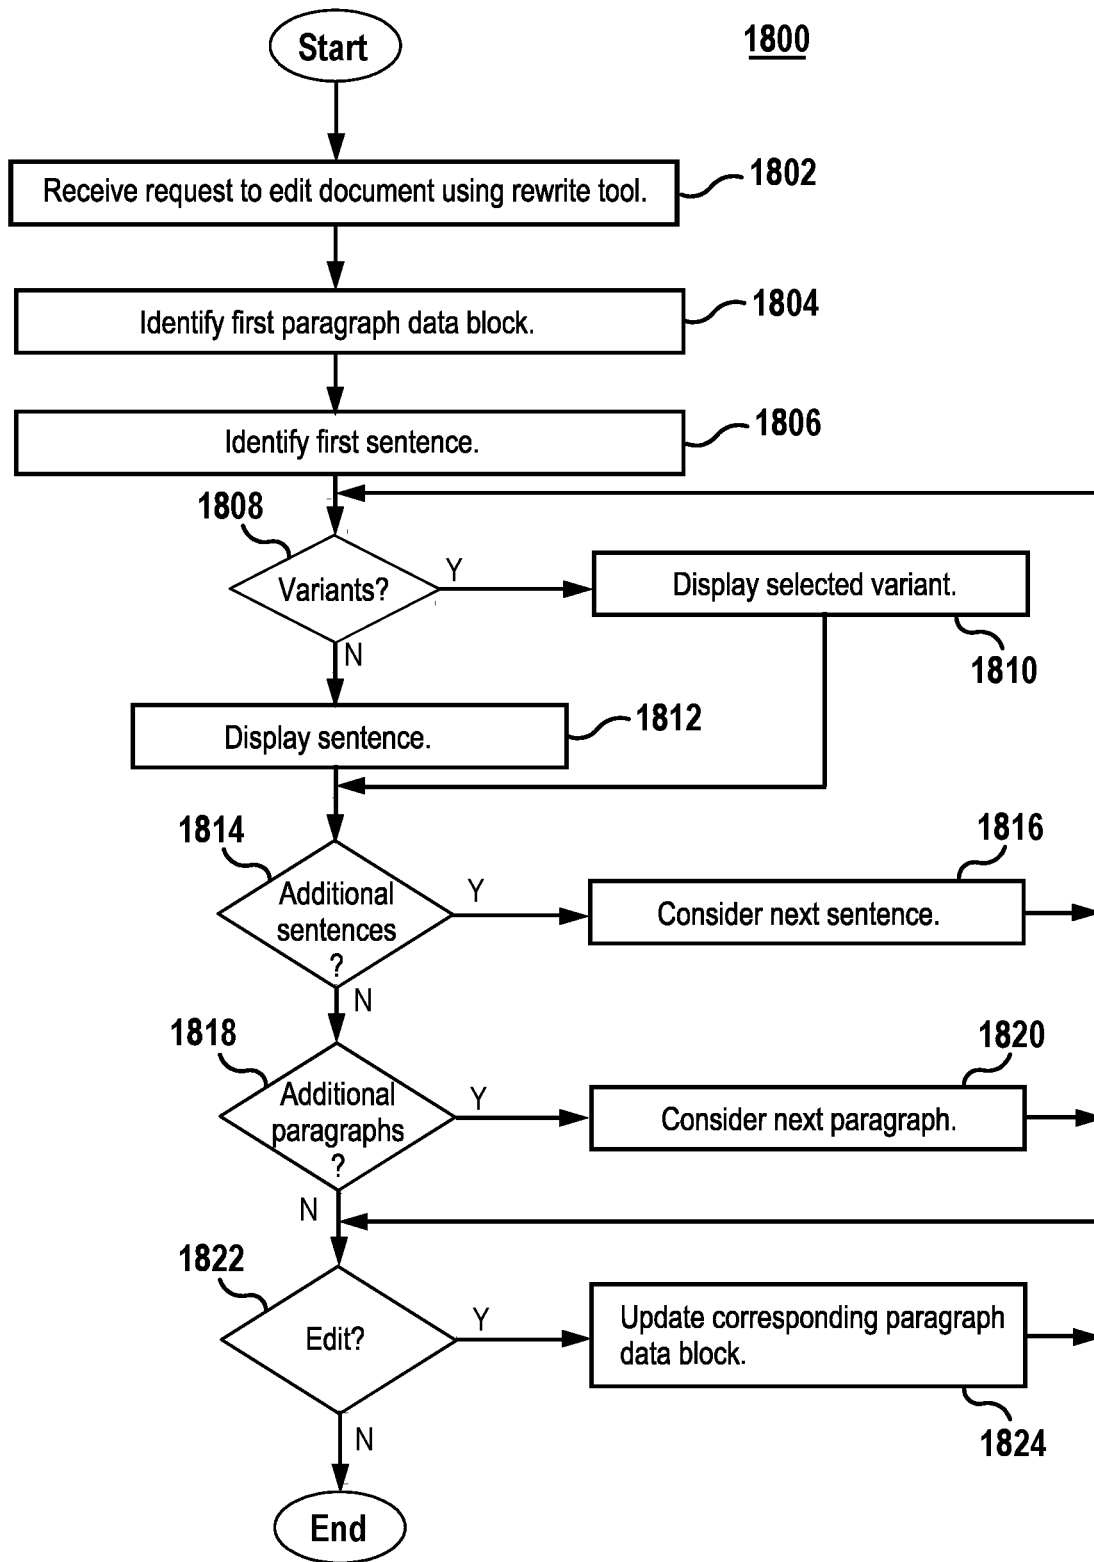 Start
1800
Receive request to edit document using rewrite tool.
1802
Identify first paragraph data block.
1804
Identify first sentence.
1806
1808
Variants?
Y
Display selected variant.
1810
N
Display sentence.
1812
1814
Additional
sentences
?
Y
Consider next sentence.
1816
N
1818
Additional
paragraphs
?
Y
Consider next paragraph.
1820
N
1822
Edit?
Y
Update corresponding paragraph
data block.
1824
N
End